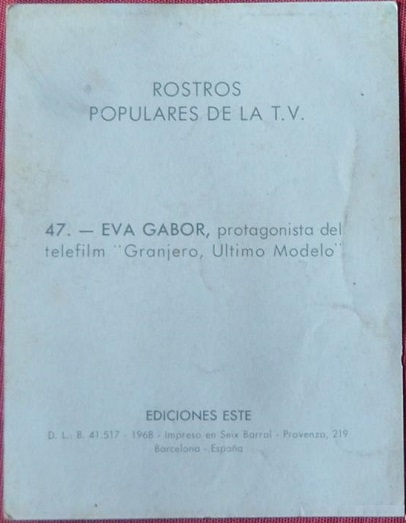 ROSTROS
POPULARES DE LA T.V.
47. — EVA GABOR, protagonista del
telefilm ¨Granjero, Ultimo Modelo¨
EDICIONES ESTE
D. L.: B. 41.517 - 1968 - Impreso en Seix Barral - Provenza, 219
Barcelona - España